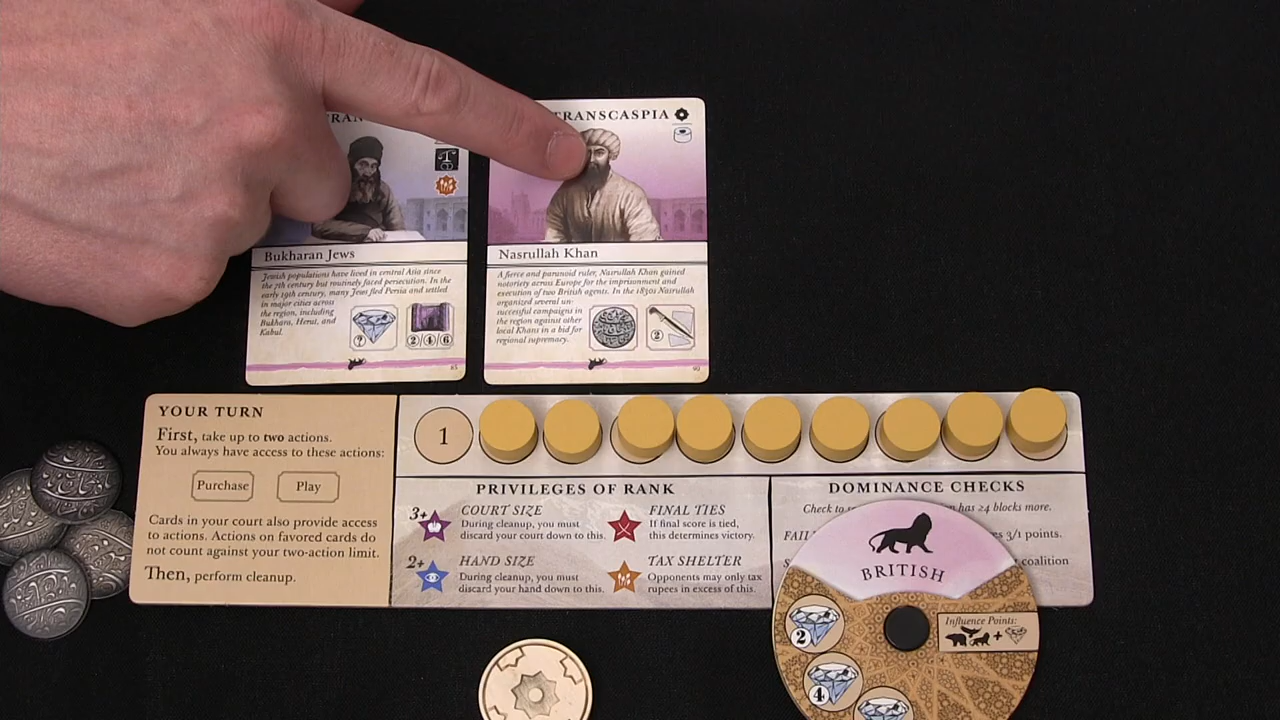 TRANSCASPIA
Bukharan Jews
Jewish populations have lived in central Asia since
the 7th century but routinely faced persecution. In the
early 19th century, many Jews fled Persia and settled
in major cities across
the region, including
Bukhara, Herat, and
Kabul.
?
2 4 6
85
Nasrullah Khan
A fierce and paranoid ruler, Nasrullah Khan gained
notoriety across Europe for the imprisonment and
execution of two British agents. In the 1830s Nasrullah
organized several un-
successful campaigns in
the region against other
local Khans in a bid for
regional supremacy.
2
90
YOUR TURN
First, take up to two actions.
You always have access to these actions:
Purchase
Play
Cards in your court also provide access
to actions. Actions on favored cards do
not count against your two-action limit.
Then, perform cleanup.
1
PRIVILEGES OF RANK
3+
COURT SIZE
During cleanup, you must
discard your court down to this.
FINAL TIES
If final score is tied,
this determines victory.
2+
HAND SIZE
During cleanup, you must
discard your hand down to this.
TAX SHELTER
Opponents may only tax
rupees in excess of this.
DOMINANCE CHECKS
Check to
has ≥4 blocks more.
3/1 points.
coalition
BRITISH
2
4
Influence Points:
+